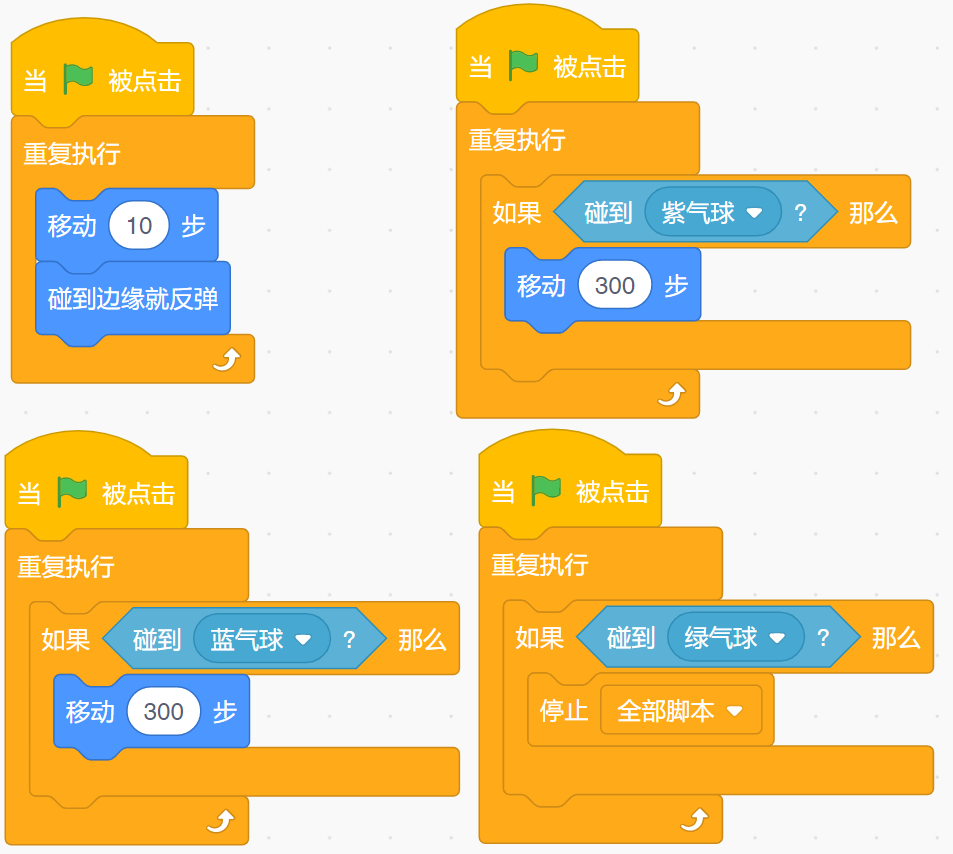 当 被点击
重复执行
移动 10 步
碰到边缘就反弹
当 被点击
重复执行
如果 碰到 紫气球 ? 那么
移动 300 步
当 被点击
重复执行
如果 碰到 蓝气球 ? 那么
移动 300 步
当 被点击
重复执行
如果 碰到 绿气球 ? 那么
停止 全部脚本